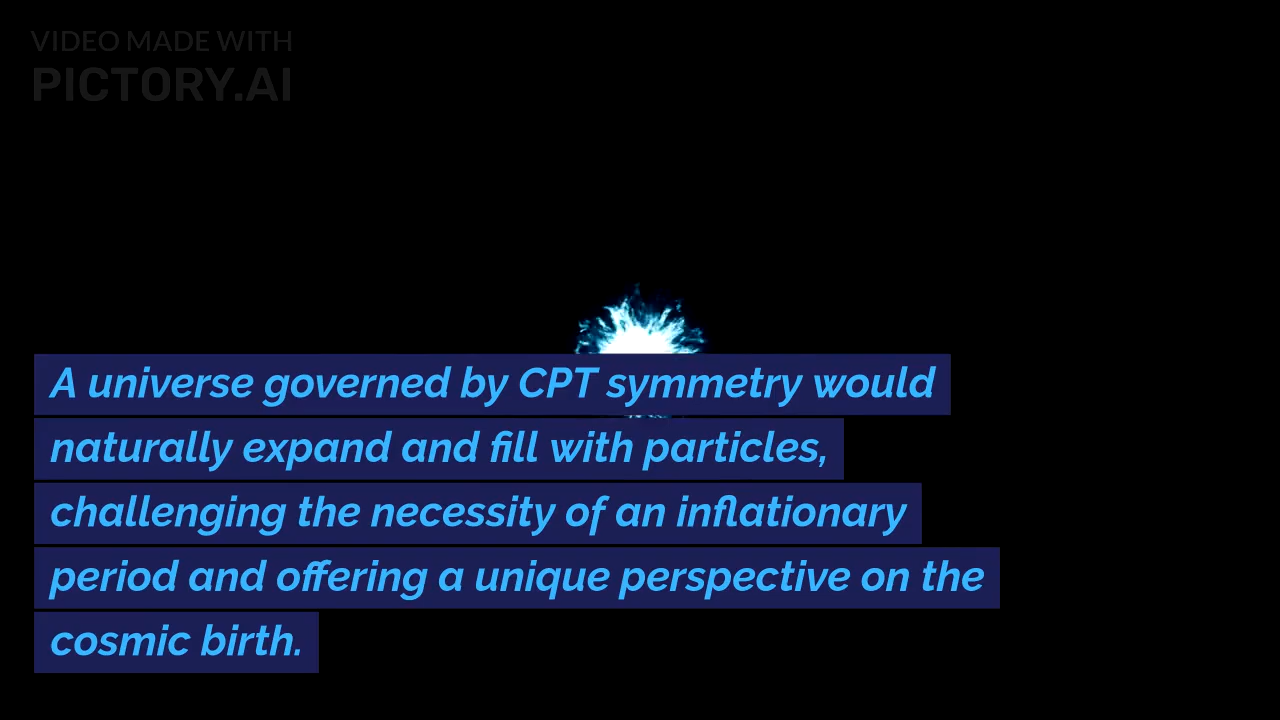 VIDEO MADE WITH
PICTORY.AI
A universe governed by CPT symmetry would
naturally expand and fill with particles,
challenging the necessity of an inflationary
period and offering a unique perspective on the
cosmic birth.